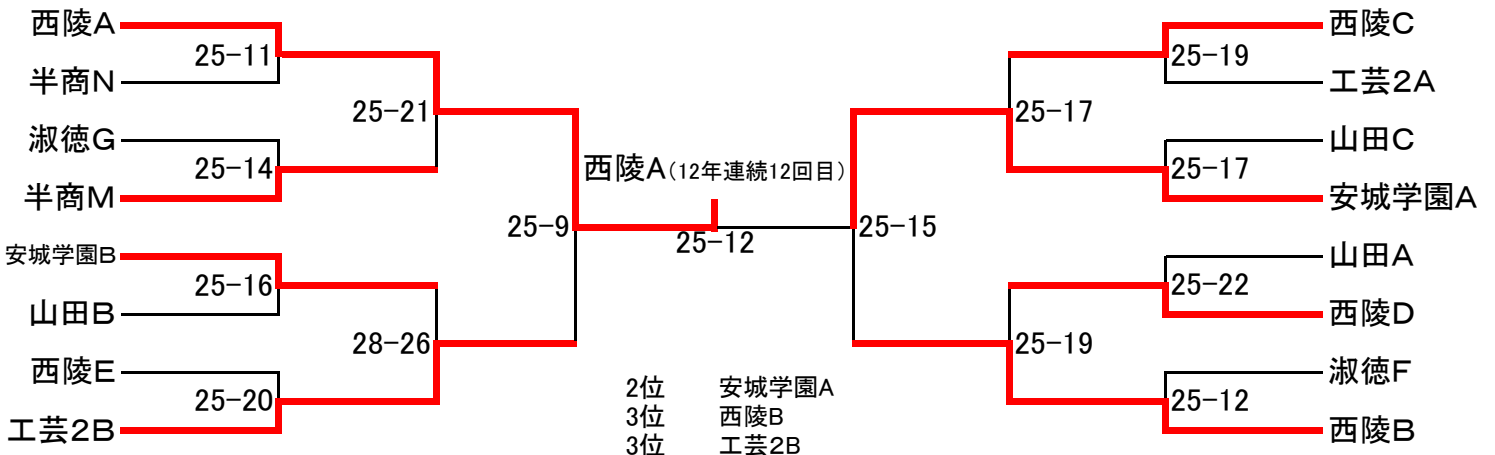 西陵A
25-11
半商N
25-21
淑徳G
25-14
半商M
25-9
安城学園B
25-16
山田B
28-26
西陵E
25-20
工芸2B
西陵A(12年連続12回目)
25-12
2位 安城学園A
3位 西陵B
3位 工芸2B
西陵C
25-19
工芸2A
25-17
山田C
25-17
安城学園A
25-15
山田A
25-22
西陵D
25-19
淑徳F
25-12
西陵B